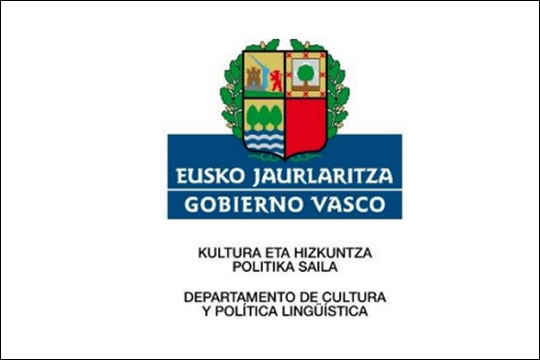 EUSKO JAURLARITZA
GOBIERNO VASCO
KULTURA ETA HIZKUNTZA
POLITIKA SAILA
DEPARTAMENTO DE CULTURA
Y POLÍTICA LINGÜÍSTICA